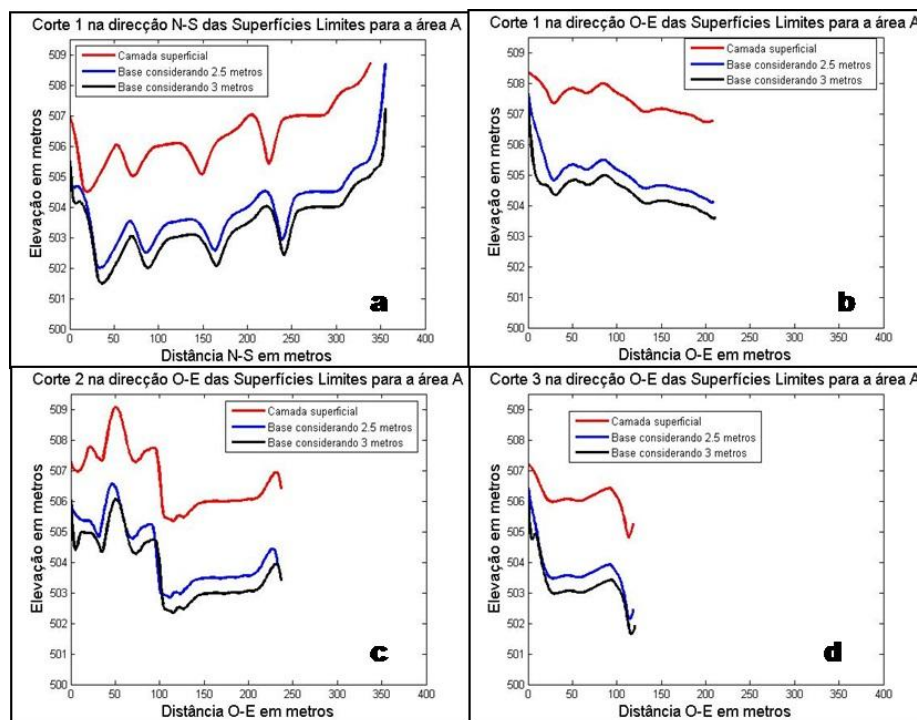 Corte 1 na direcção N-S das Superfícies Limites para a área A
Elevação em metros
509
508
507
506
505
504
503
502
501
500
Camada superficial
Base considerando 2.5 metros
Base considerando 3 metros
a
0 50 100 150 200 250 300 350 400
Distância N-S em metros
Corte 1 na direcção O-E das Superfícies Limites para a área A
Elevação em metros
509
508
507
506
505
504
503
502
501
500
Camada superficial
Base considerando 2.5 metros
Base considerando 3 metros
b
0 50 100 150 200 250 300 350 400
Distância O-E em metros
Corte 2 na direcção O-E das Superfícies Limites para a área A
Elevação em metros
509
508
507
506
505
504
503
502
501
500
Camada superficial
Base considerando 2.5 metros
Base considerando 3 metros
c
0 50 100 150 200 250 300 350 400
Distância O-E em metros
Corte 3 na direcção O-E das Superfícies Limites para a área A
Elevação em metros
509
508
507
506
505
504
503
502
501
500
Camada superficial
Base considerando 2.5 metros
Base considerando 3 metros
d
0 50 100 150 200 250 300 350 400
Distância O-E em metros